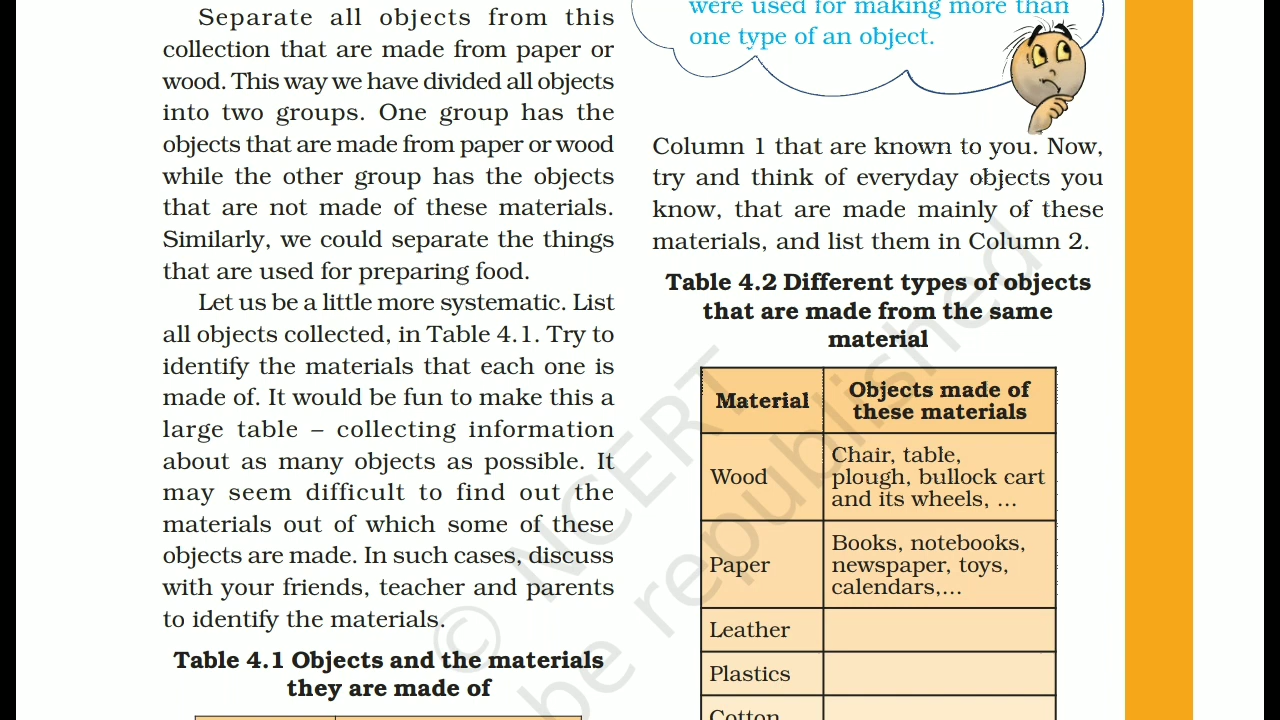 Separate all objects from this
collection that are made from paper or
wood. This way we have divided all objects
into two groups. One group has the
objects that are made from paper or wood
while the other group has the objects
that are not made of these materials.
Similarly, we could separate the things
that are used for preparing food.
Let us be a little more systematic. List
all objects collected, in Table 4.1. Try to
identify the materials that each one is
made of. It would be fun to make this a
large table – collecting information
about as many objects as possible. It
may seem difficult to find out the
materials out of which some of these
objects are made. In such cases, discuss
with your friends, teacher and parents
to identify the materials.
Table 4.1 Objects and the materials
they are made of
were used for making more than
one type of an object.
Column 1 that are known to you. Now,
try and think of everyday objects you
know, that are made mainly of these
materials, and list them in Column 2.
Table 4.2 Different types of objects
that are made from the same
material
Material
Objects made of
these materials
Wood
Chair, table,
plough, bullock cart
and its wheels, ...
Paper
Books, notebooks,
newspaper, toys,
calendars,...
Leather
Plastics
Cotton
© NCERT
be republished